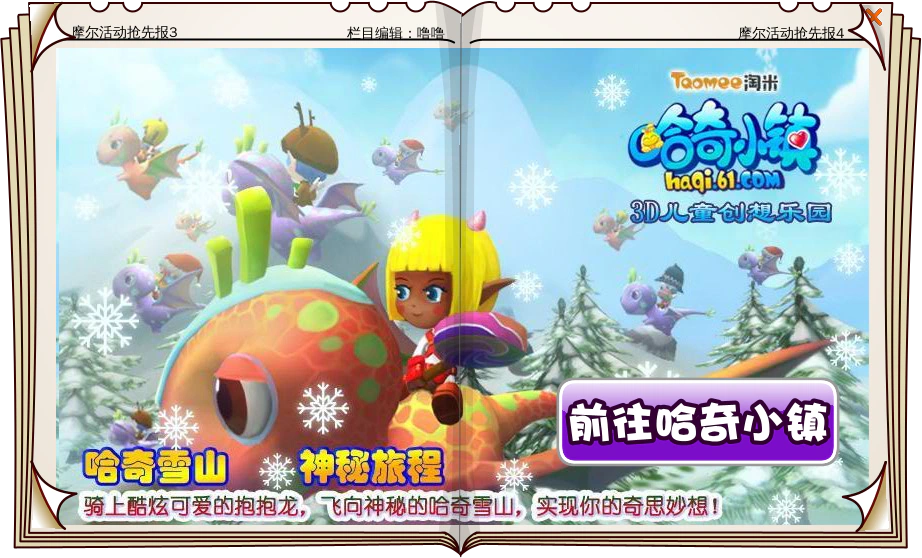 摩尔活动抢先报3
栏目编辑：噜噜
摩尔活动抢先报4
Taomee淘米
哈奇小镇
haqi.61.com
3D儿童创想乐园
前往哈奇小镇
哈奇雪山 神秘旅程
骑上酷炫可爱的抱抱龙，飞向神秘的哈奇雪山，实现你的奇思妙想！